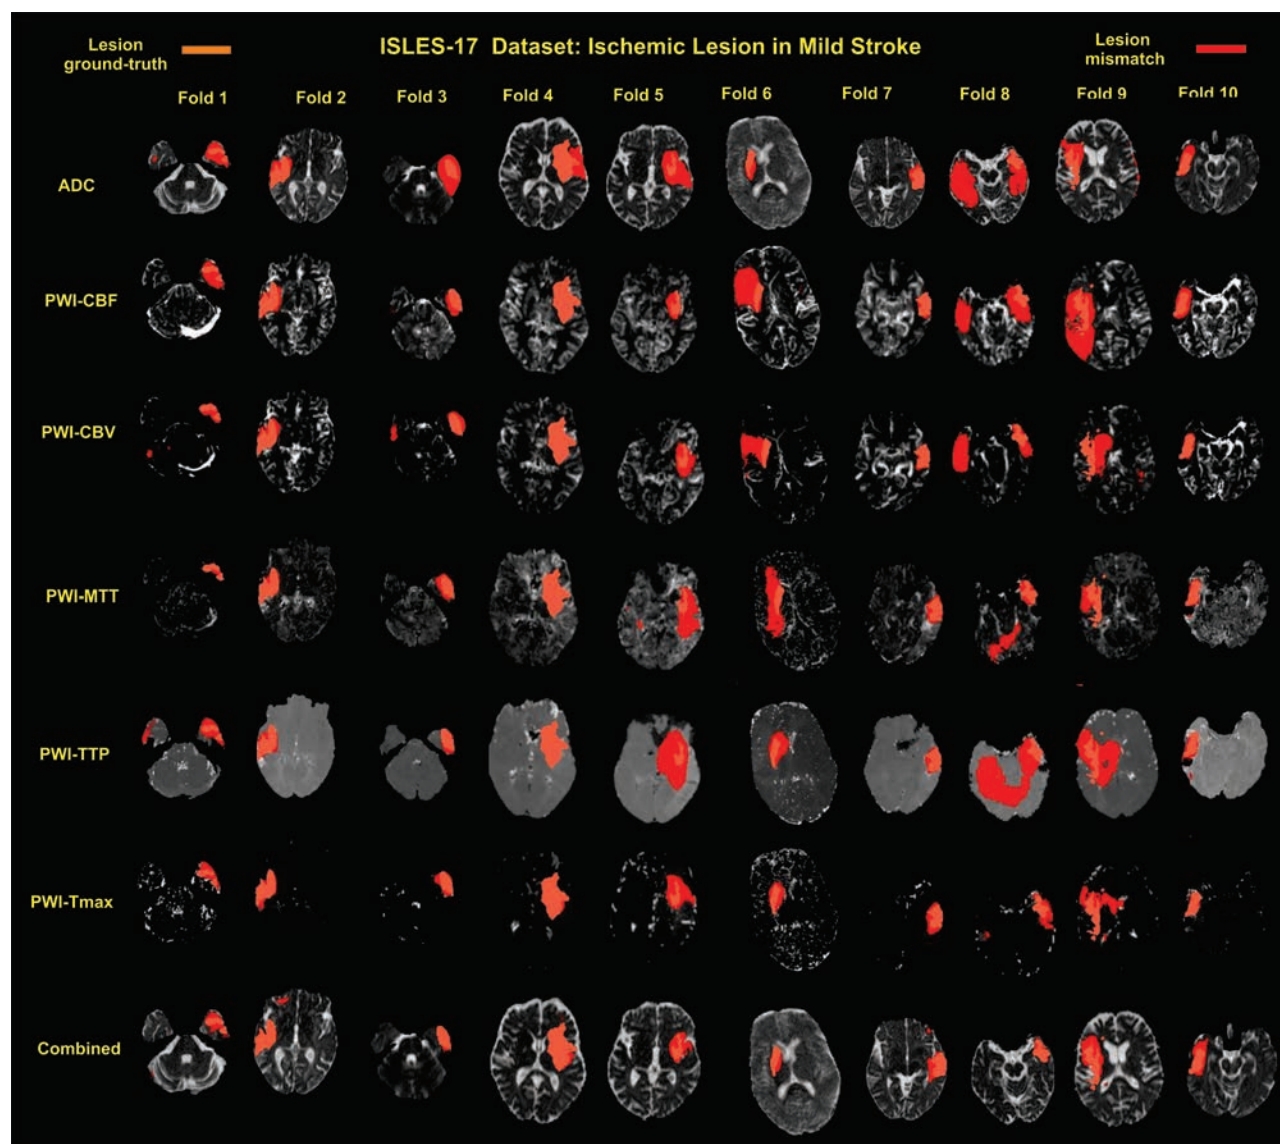 Lesion
ground-truth
ISLES-17 Dataset: Ischemic Lesion in Mild Stroke
Lesion
mismatch
Fold 1 Fold 2 Fold 3 Fold 4 Fold 5 Fold 6 Fold 7 Fold 8 Fold 9 Fold 10
ADC
PWI-CBF
PWI-CBV
PWI-MTT
PWI-TTP
PWI-Tmax
Combined